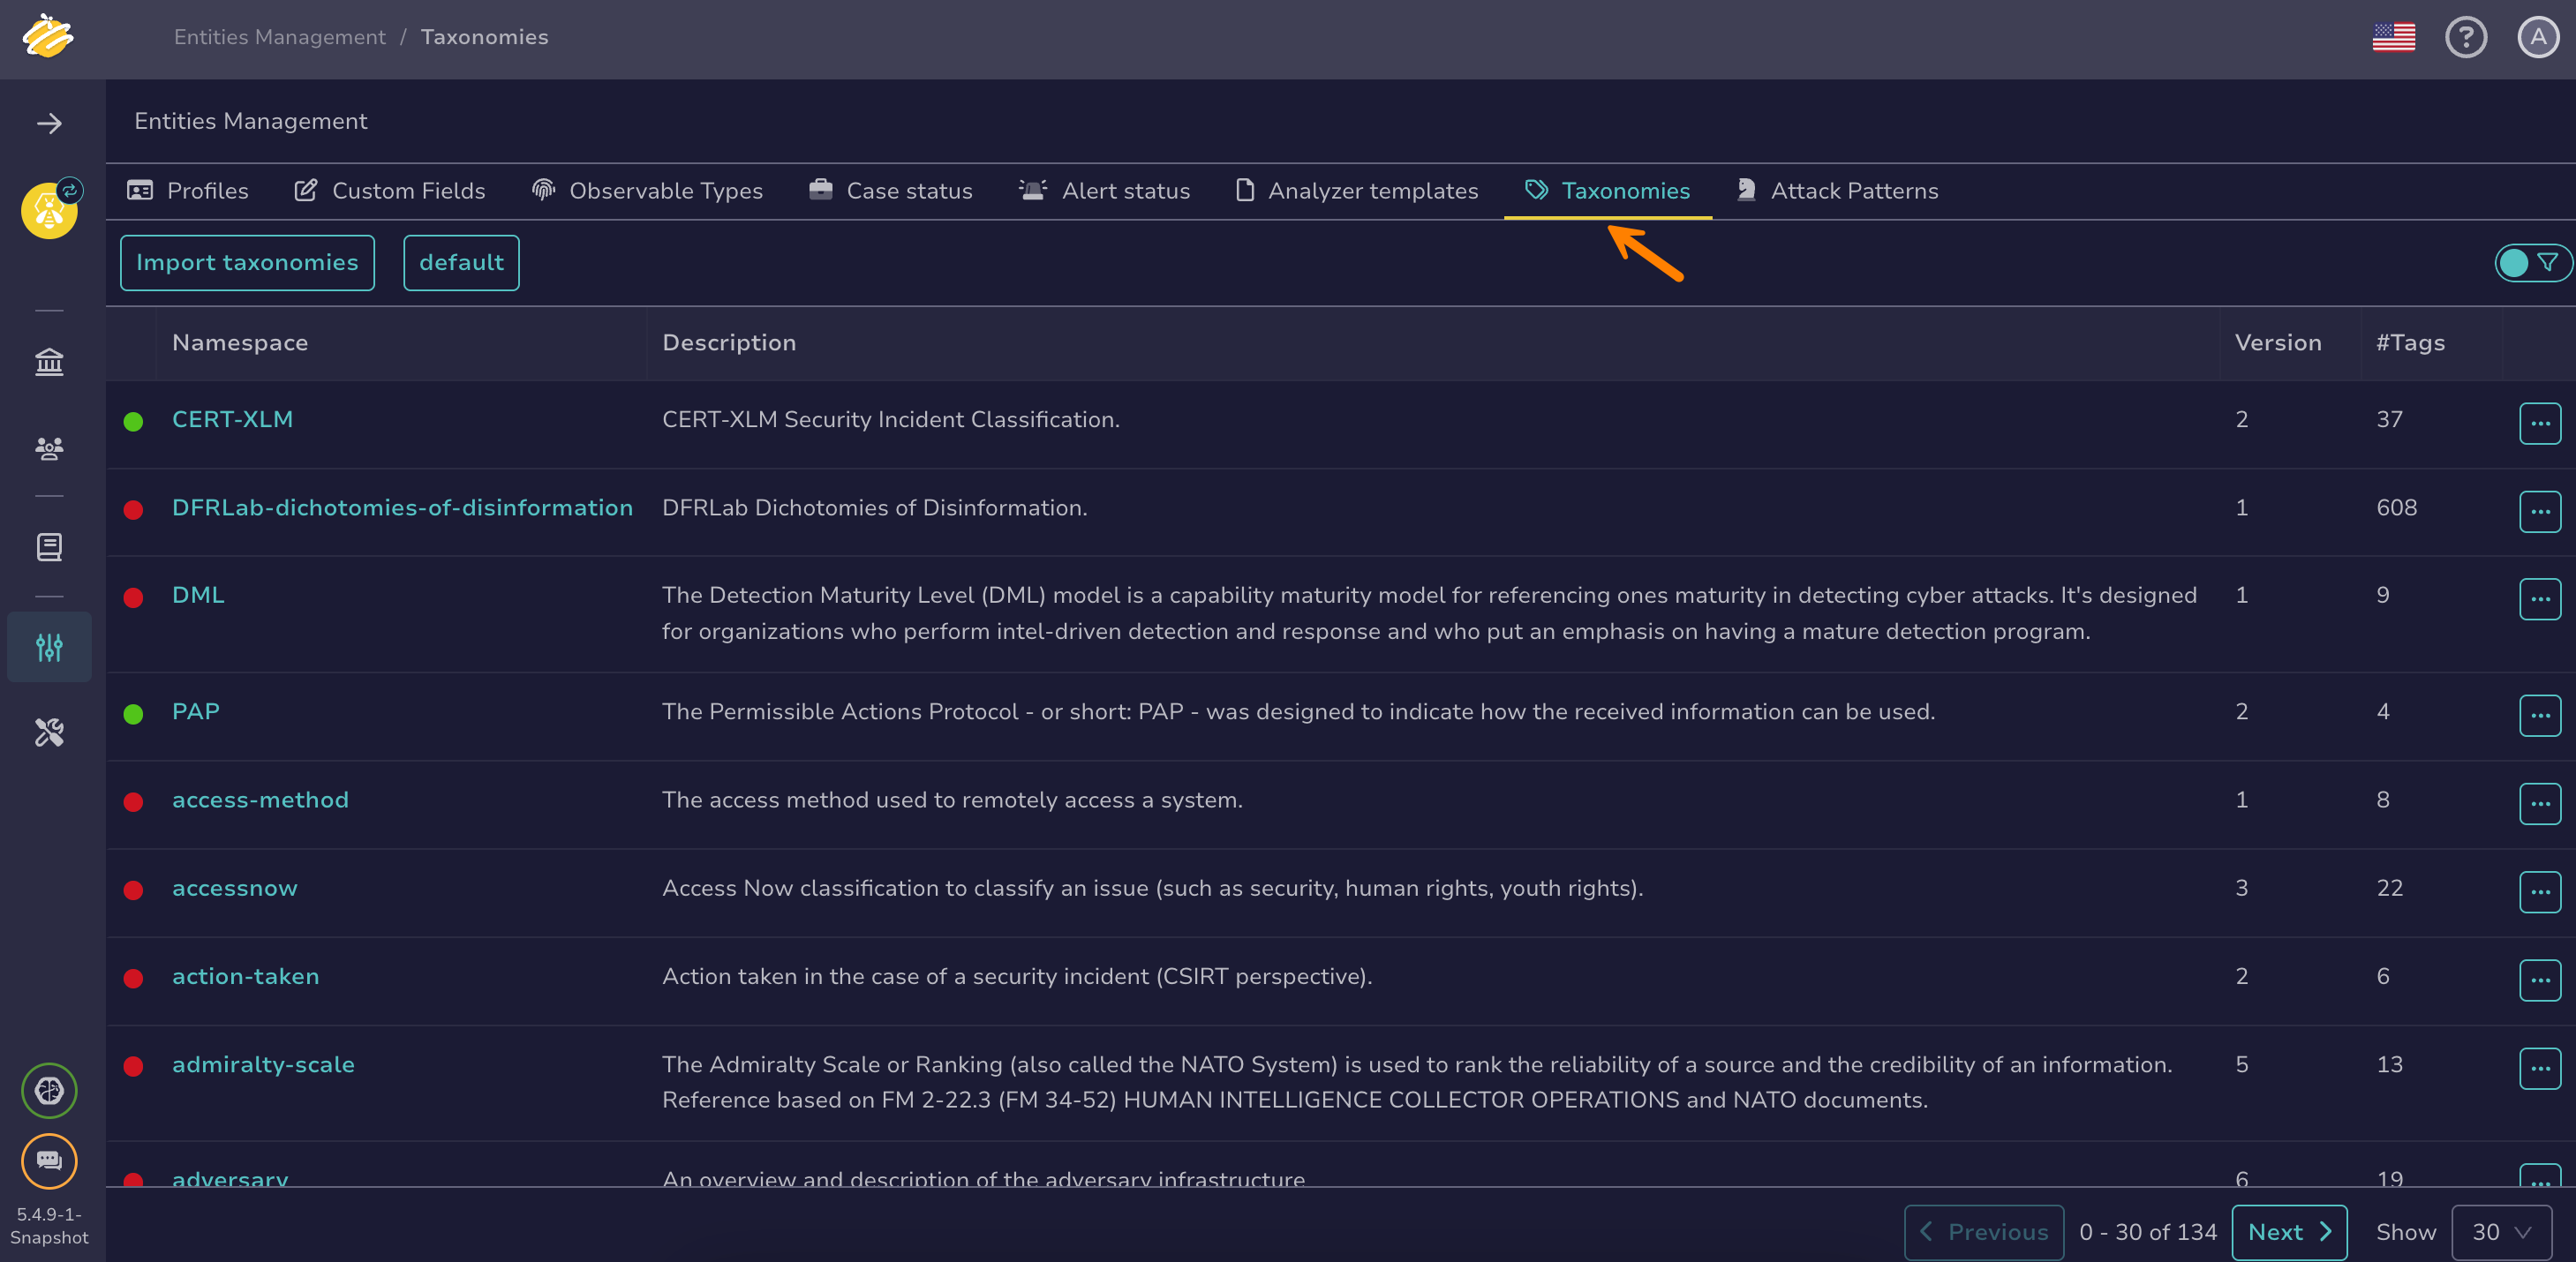 Entities Management / Taxonomies
?
A
Entities Management
Profiles Custom Fields Observable Types Case status Alert status Analyzer templates Taxonomies Attack Patterns
Import taxonomies default
Namespace Description Version #Tags
CERT-XLM CERT-XLM Security Incident Classification. 2 37
DFRLab-dichotomies-of-disinformation DFRLab Dichotomies of Disinformation. 1 608
DML The Detection Maturity Level (DML) model is a capability maturity model for referencing ones maturity in detecting cyber attacks. It's designed 1 9
for organizations who perform intel-driven detection and response and who put an emphasis on having a mature detection program.
PAP The Permissible Actions Protocol - or short: PAP - was designed to indicate how the received information can be used. 2 4
access-method The access method used to remotely access a system. 1 8
accessnow Access Now classification to classify an issue (such as security, human rights, youth rights). 3 22
action-taken Action taken in the case of a security incident (CSIRT perspective). 2 6
admiralty-scale The Admiralty Scale or Ranking (also called the NATO System) is used to rank the reliability of a source and the credibility of an information. 5 13
Reference based on FM 2-22.3 (FM 34-52) HUMAN INTELLIGENCE COLLECTOR OPERATIONS and NATO documents.
adversary An overview and description of the adversary infrastructure 6 19
5.4.9-1-
Snapshot
Previous 0 - 30 of 134 Next Show 30